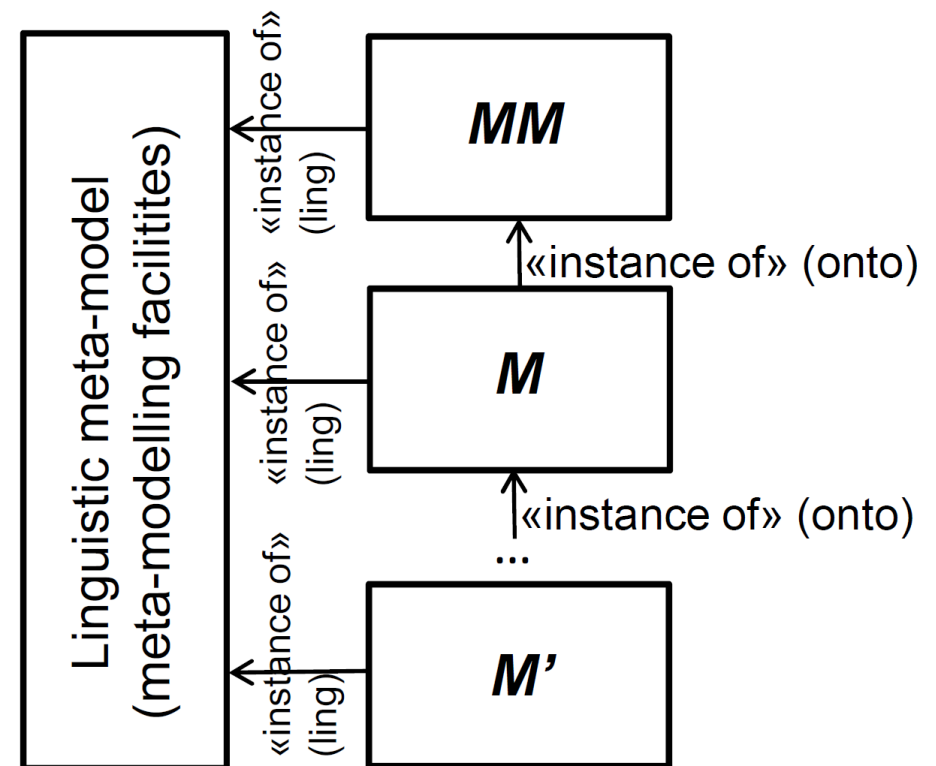 Linguistic meta-model
(meta-modelling facilitites)
«instance of»
(ling)
MM
«instance of» (onto)
«instance of»
(ling)
M
«instance of» (onto)
...
«instance of»
(ling)
M’